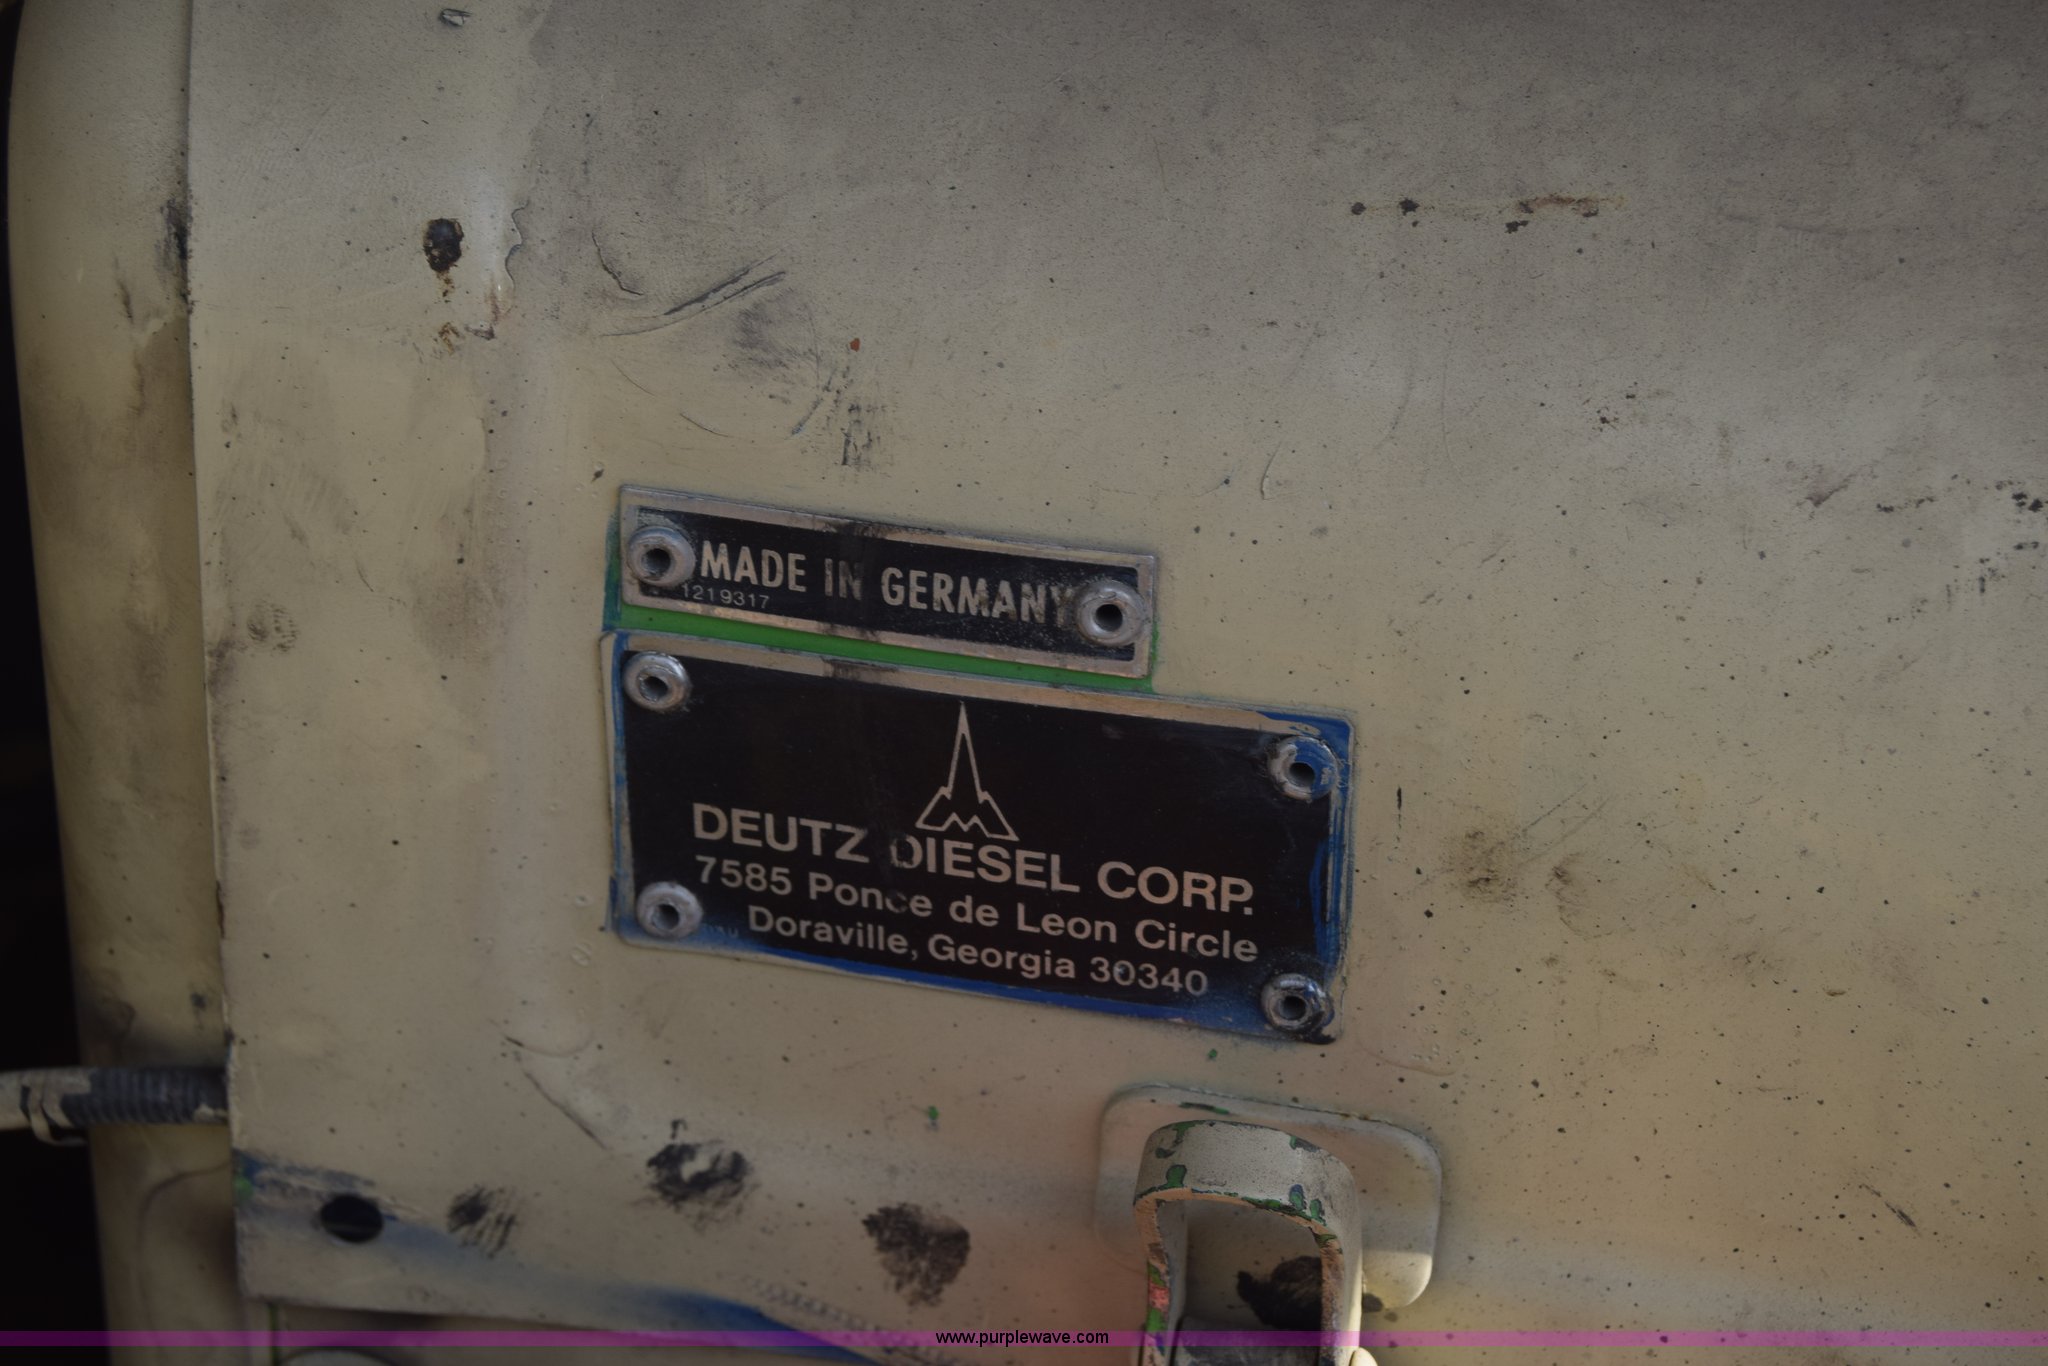 MADE IN GERMANY
1219317
DEUTZ DIESEL CORP.
7585 Ponce de Leon Circle
Doraville, Georgia 30340
www.purplewave.com